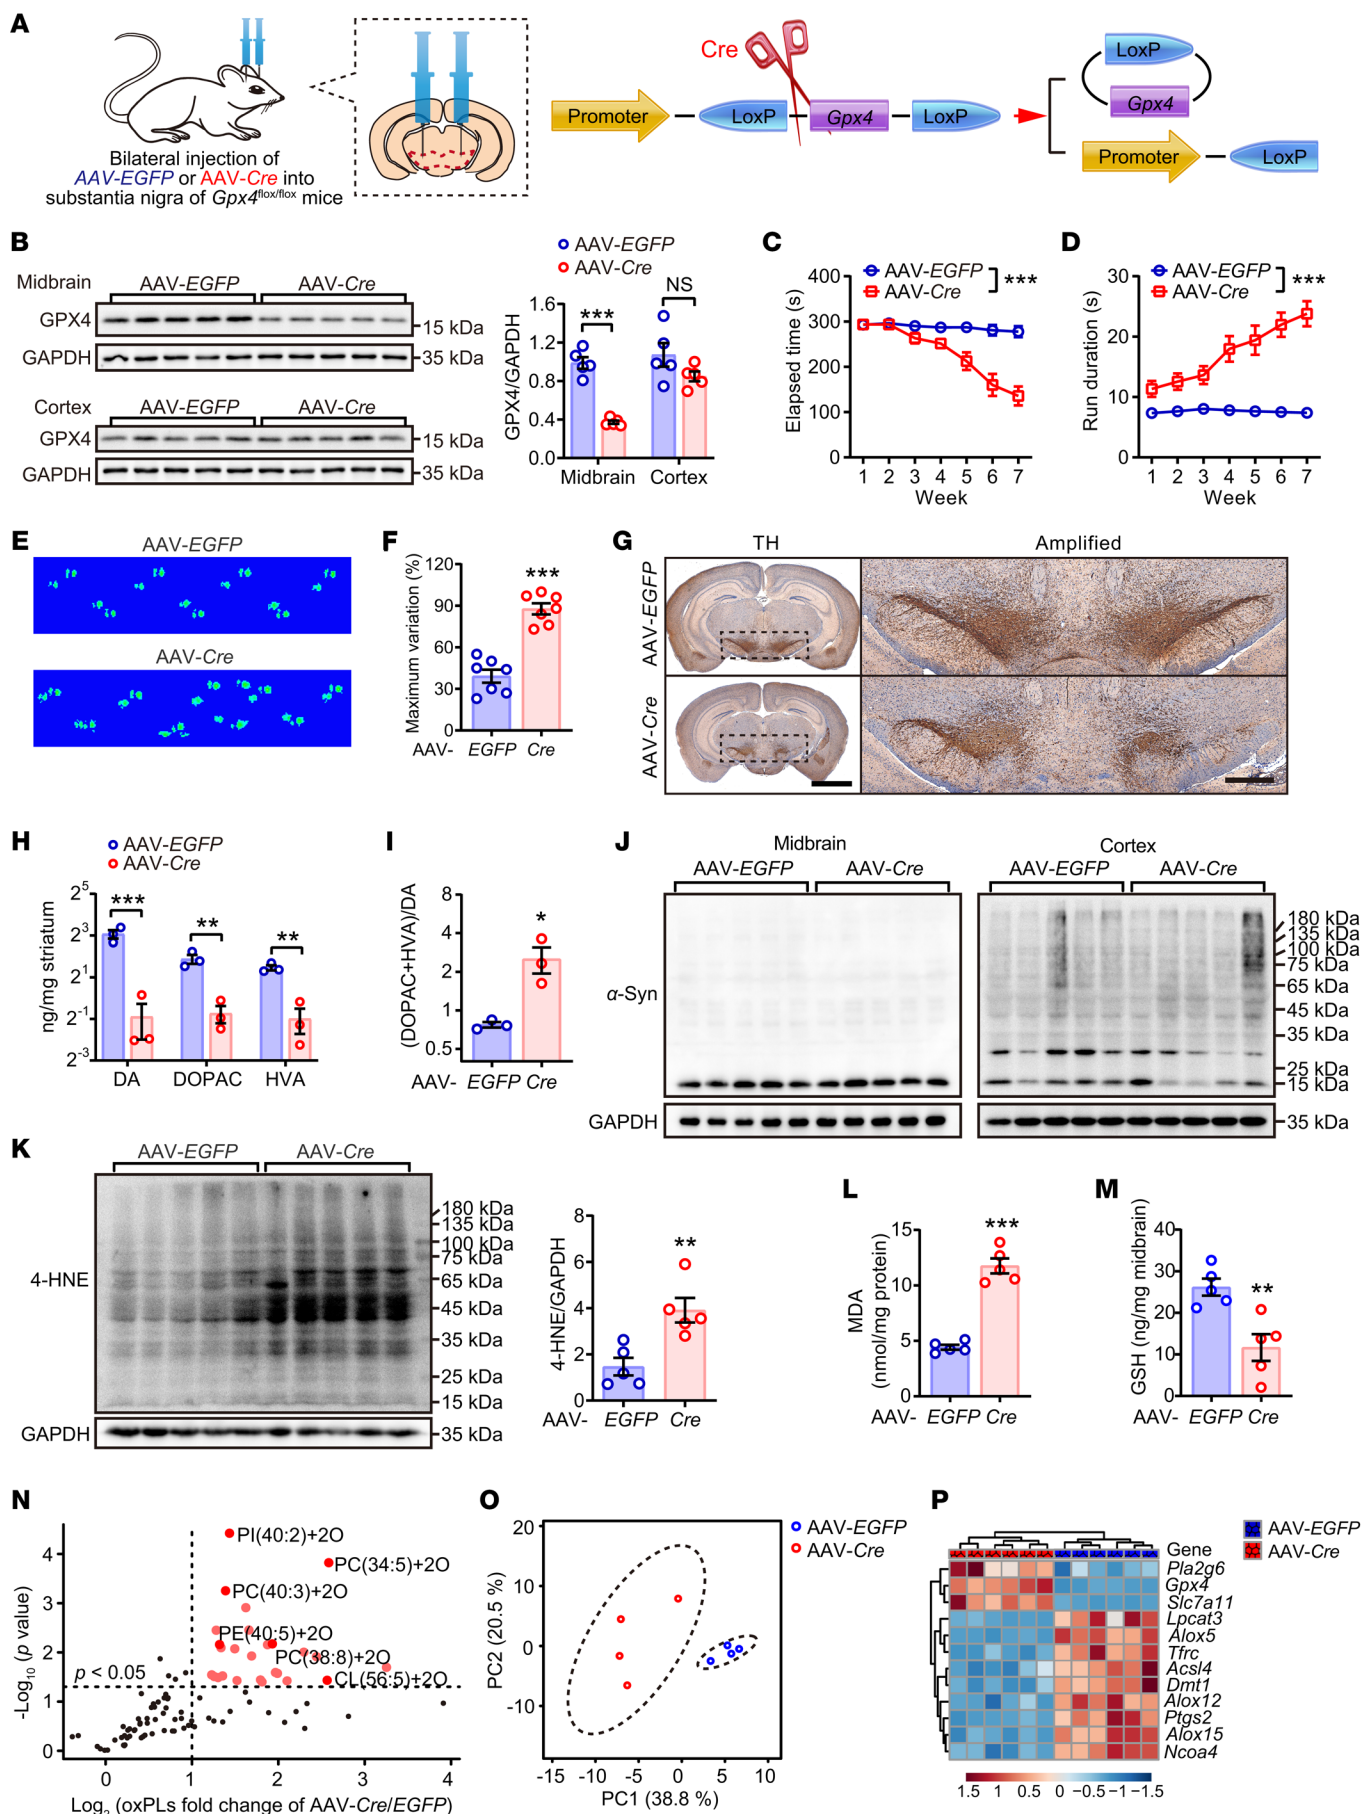 A
Bilateral injection of
AAV-EGFP or AAV-Cre into
substantia nigra of Gpx4flox/flox mice
Cre
Promoter
LoxP
Gpx4
LoxP
LoxP
Gpx4
Promoter
LoxP
B
Midbrain
AAV-EGFP
AAV-Cre
GPX4
15 kDa
GAPDH
35 kDa
Cortex
AAV-EGFP
AAV-Cre
GPX4
15 kDa
GAPDH
35 kDa
AAV-EGFP
AAV-Cre
GPX4/GAPDH
1.6
1.2
0.8
0.4
0.0
***
NS
Midbrain
Cortex
C
AAV-EGFP
AAV-Cre
***
Elapsed time (s)
400
300
200
100
0
1 2 3 4 5 6 7
Week
D
AAV-EGFP
AAV-Cre
***
Run duration (s)
30
20
10
0
1 2 3 4 5 6 7
Week
E
AAV-EGFP
AAV-Cre
F
Maximum variation (%)
120
90
60
30
0
***
AAV- EGFP Cre
G
TH
Amplified
AAV-EGFP
AAV-Cre
H
AAV-EGFP
AAV-Cre
ng/mg striatum
2^5
2^3
2^1
2^-1
2^-3
***
**
**
DA
DOPAC
HVA
I
(DOPAC+HVA)/DA
8
4
2
1
0.5
*
AAV- EGFP Cre
J
Midbrain
Cortex
AAV-EGFP
AAV-Cre
AAV-EGFP
AAV-Cre
α-Syn
180 kDa
135 kDa
100 kDa
75 kDa
65 kDa
45 kDa
35 kDa
25 kDa
15 kDa
GAPDH
35 kDa
K
AAV-EGFP
AAV-Cre
4-HNE
180 kDa
135 kDa
100 kDa
75 kDa
65 kDa
45 kDa
35 kDa
25 kDa
15 kDa
GAPDH
35 kDa
4-HNE/GAPDH
8
6
4
2
0
**
AAV- EGFP Cre
L
MDA
(nmol/mg protein)
15
10
5
0
***
AAV- EGFP Cre
M
GSH (ng/mg midbrain)
40
30
20
10
0
**
AAV- EGFP Cre
N
-Log10 (p value)
4
3
2
1
0
PI(40:2)+2O
PC(34:5)+2O
PC(40:3)+2O
PE(40:5)+2O
PC(38:8)+2O
CL(56:5)+2O
p < 0.05
0 1 2 3 4
Log2 (oxPLs fold change of AAV-Cre/EGFP)
O
AAV-EGFP
AAV-Cre
PC2 (20.5 %)
20
10
0
-10
-15 -10 -5 0 5 10
PC1 (38.8 %)
P
AAV-EGFP
AAV-Cre
Gene
Pla2g6
Gpx4
Slc7a11
Lpcat3
Alox5
Tfrc
Acsl4
Dmt1
Alox12
Ptgs2
Alox15
Ncoa4
1.5 1 0.5 0 −0.5 -1 -1.5